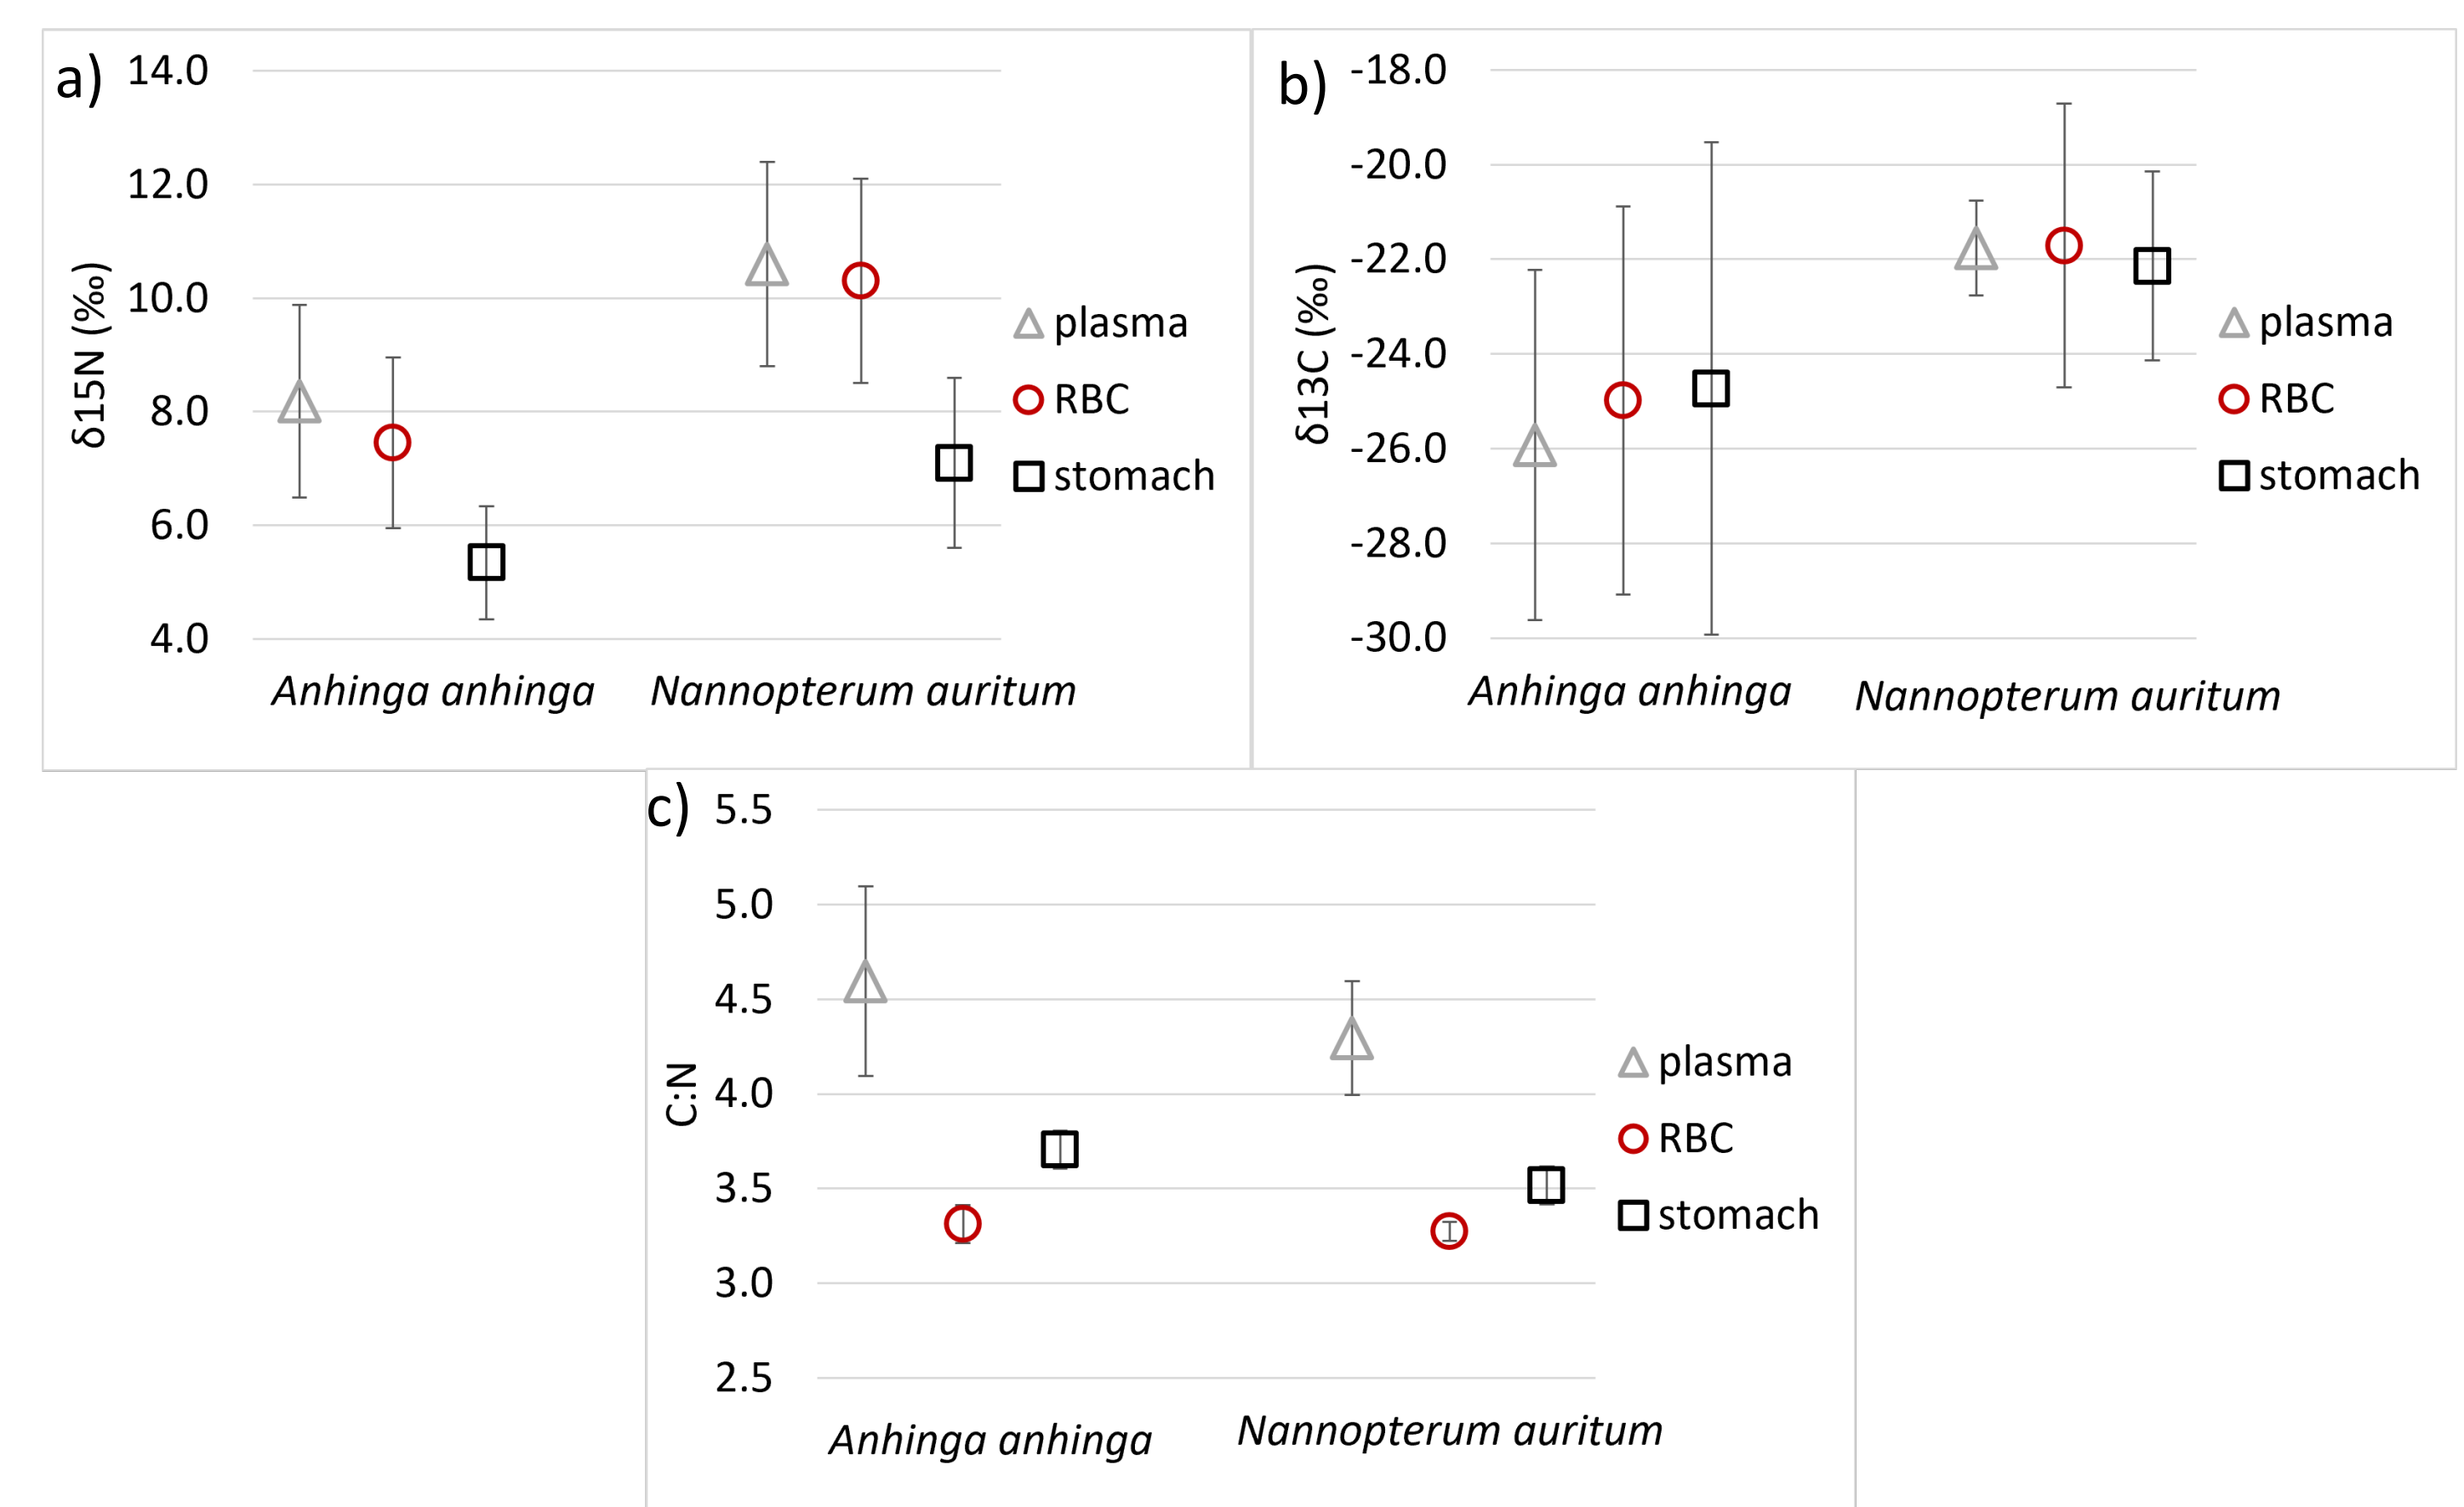 a)
14.0
12.0
10.0
8.0
6.0
4.0
δ15N (‰)
Anhinga anhinga
Nannopterum auritum
plasma
RBC
stomach
b)
-18.0
-20.0
-22.0
-24.0
-26.0
-28.0
-30.0
δ13C (‰)
Anhinga anhinga
Nannopterum auritum
plasma
RBC
stomach
c)
5.5
5.0
4.5
4.0
3.5
3.0
2.5
C:N
Anhinga anhinga
Nannopterum auritum
plasma
RBC
stomach